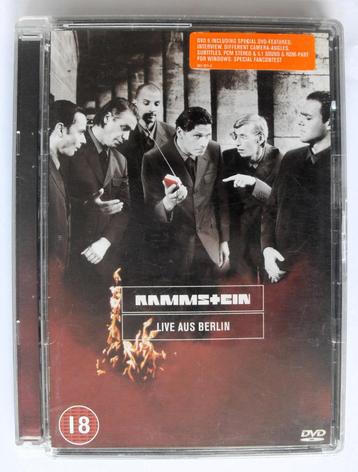 DVD 5 INCLUDING SPECIAL DVD-FEATURES:
INTERVIEW, DIFFERENT CAMERA-ANGLES,
SUBTITLES, PCM STEREO & 5.1 SOUND & ROM-PART
FOR WINDOWS: SPECIAL FANCONTEST
RAMMSTEIN
LIVE AUS BERLIN
18
DVD
VIDEO